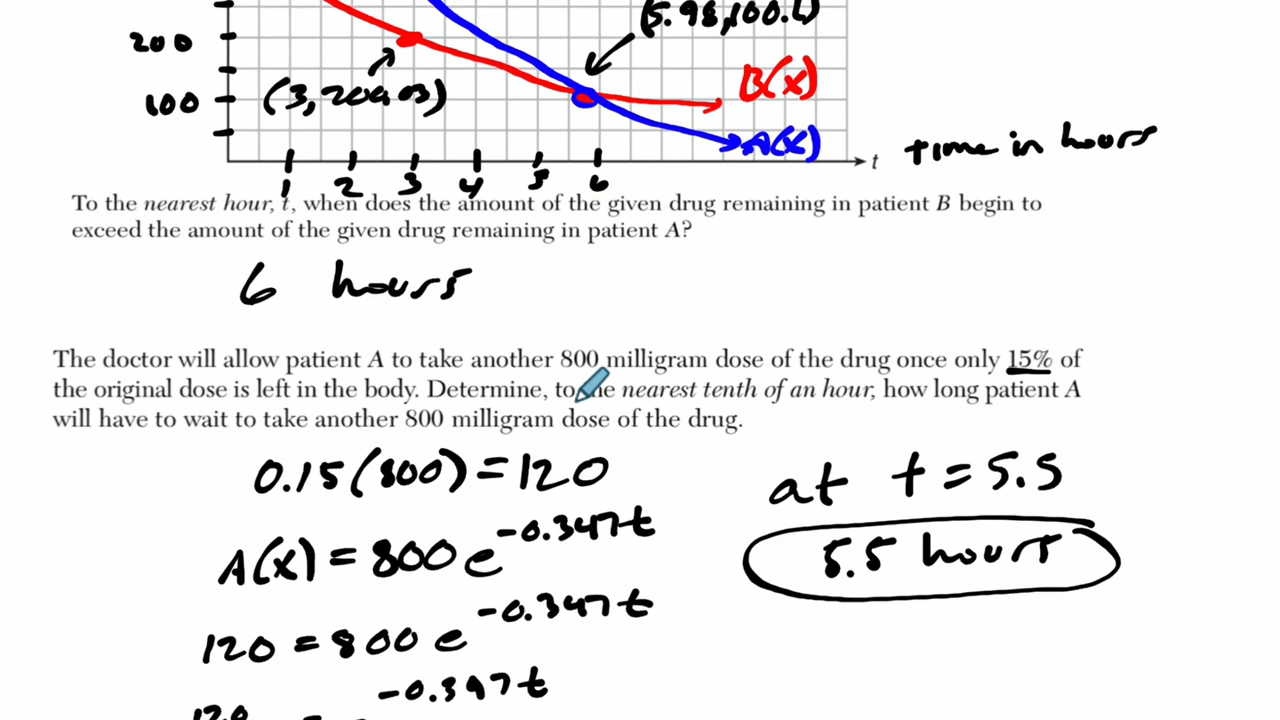 (5.98,100.
200
B(x)
(3,200.03)
100
A(x)
t
time in hours
1 2 3 4 5 6
To the nearest hour, t, when does the amount of the given drug remaining in patient B begin to
exceed the amount of the given drug remaining in patient A?
6 hours
The doctor will allow patient A to take another 800 milligram dose of the drug once only 15% of
the original dose is left in the body. Determine, to the nearest tenth of an hour, how long patient A
will have to wait to take another 800 milligram dose of the drug.
0.15(800)=120
at t=5.5
A(x)=800e^-0.347t
5.5 hours
120=800e^-0.347t
120 = -0.347t